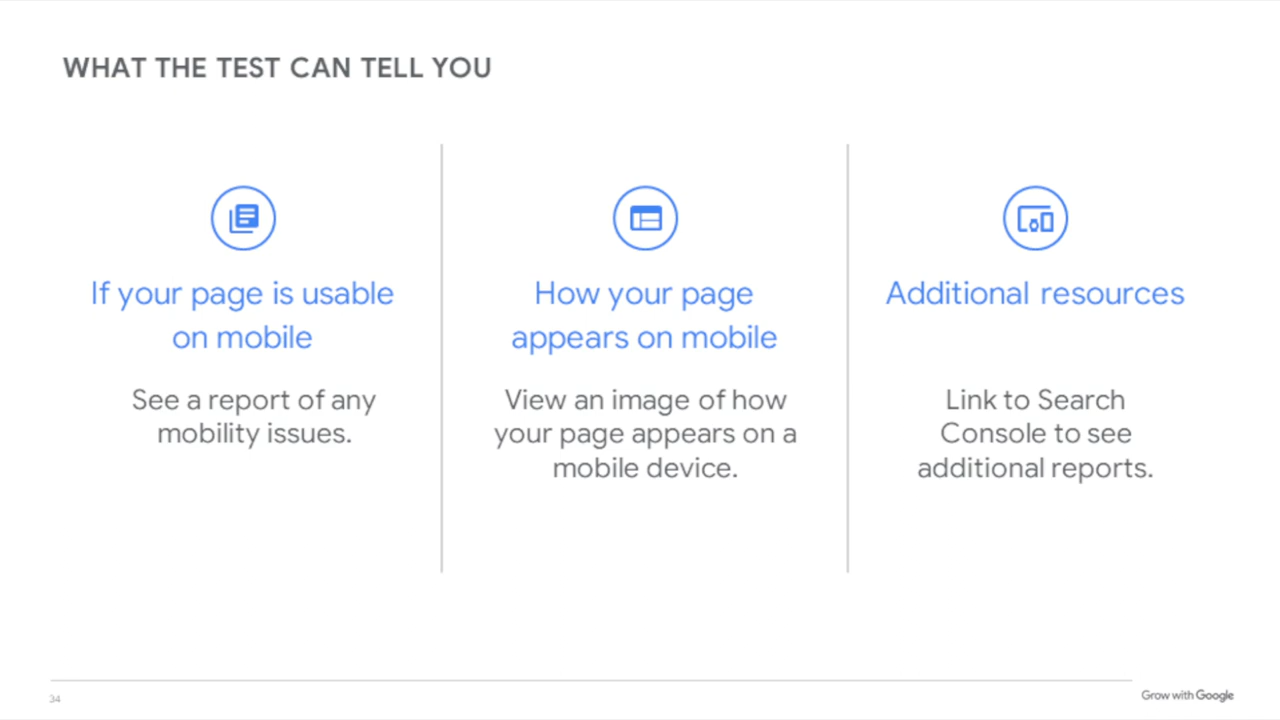 WHAT THE TEST CAN TELL YOU
If your page is usable
on mobile
See a report of any
mobility issues.
How your page
appears on mobile
View an image of how
your page appears on a
mobile device.
Additional resources
Link to Search
Console to see
additional reports.
34
Grow with Google